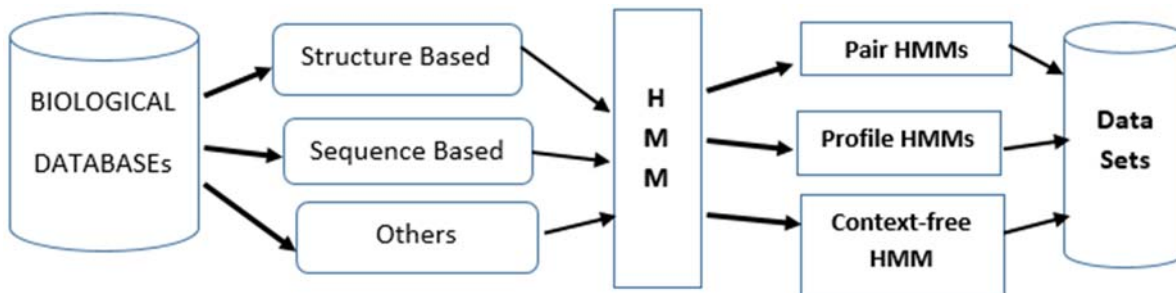 BIOLOGICAL
DATABASEs
Structure Based
Sequence Based
Others
H
M
M
Pair HMMs
Profile HMMs
Context-free
HMM
Data
Sets